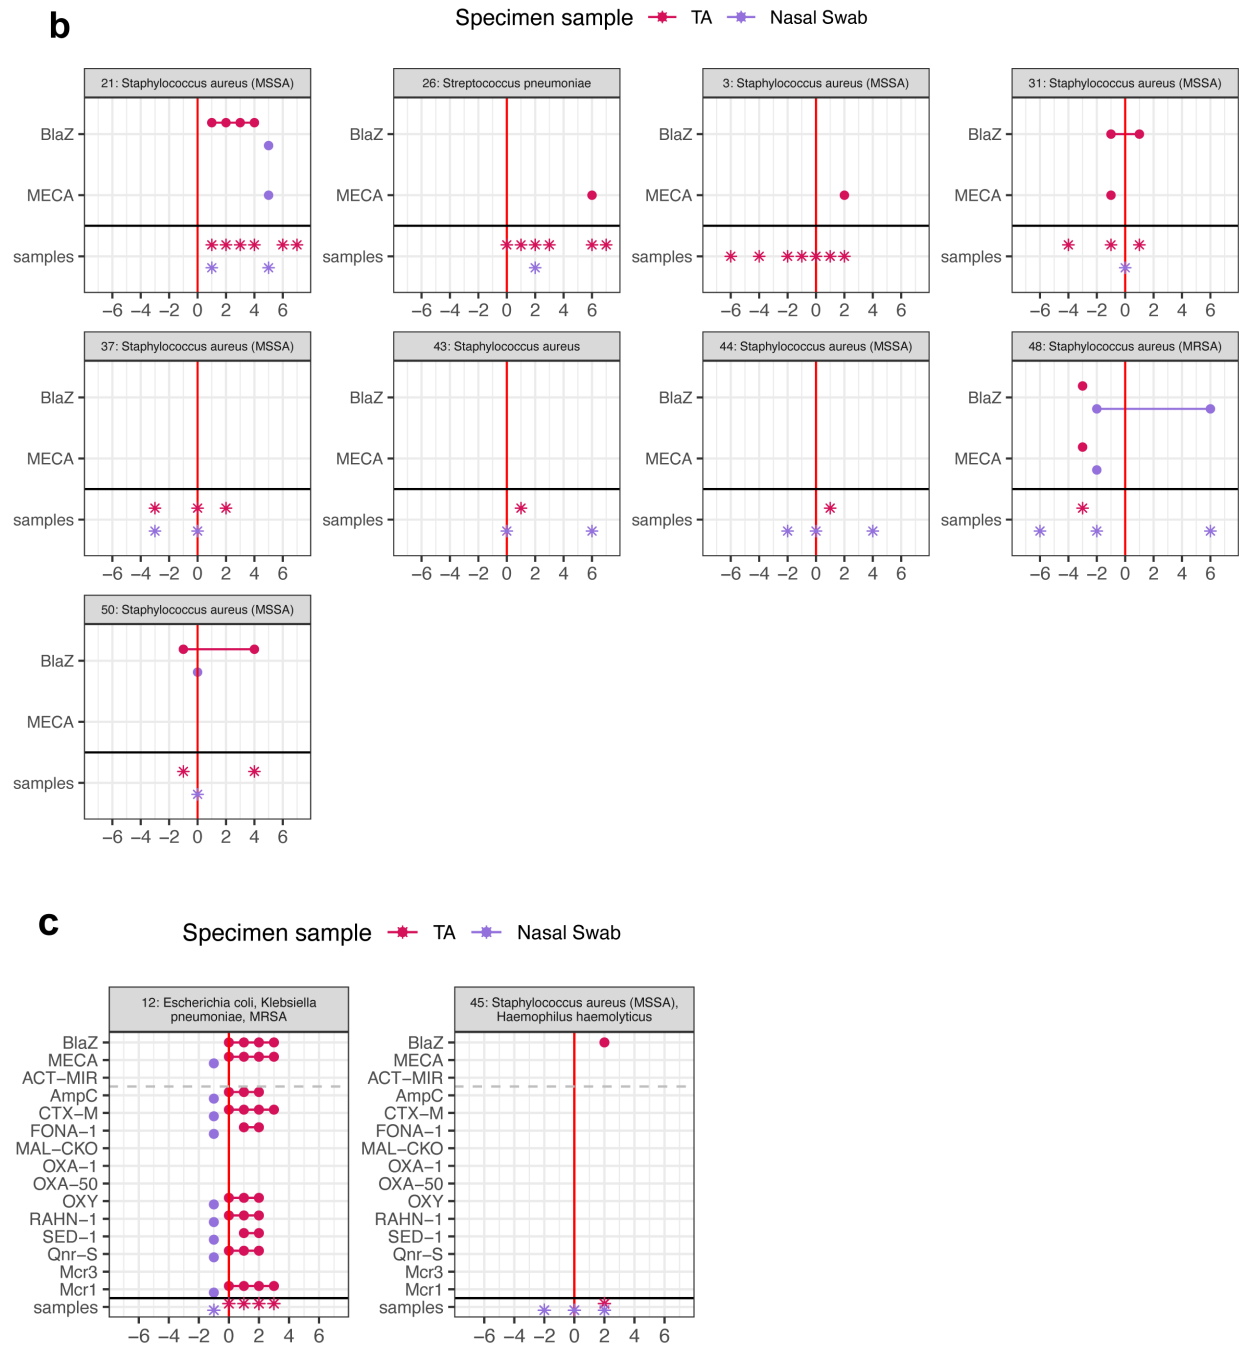 b
Specimen sample TA Nasal Swab
21: Staphylococcus aureus (MSSA)
BlaZ
MECA
samples
−6 −4 −2 0 2 4 6
26: Streptococcus pneumoniae
BlaZ
MECA
samples
−6 −4 −2 0 2 4 6
3: Staphylococcus aureus (MSSA)
BlaZ
MECA
samples
−6 −4 −2 0 2 4 6
31: Staphylococcus aureus (MSSA)
BlaZ
MECA
samples
−6 −4 −2 0 2 4 6
37: Staphylococcus aureus (MSSA)
BlaZ
MECA
samples
−6 −4 −2 0 2 4 6
43: Staphylococcus aureus
BlaZ
MECA
samples
−6 −4 −2 0 2 4 6
44: Staphylococcus aureus (MSSA)
BlaZ
MECA
samples
−6 −4 −2 0 2 4 6
48: Staphylococcus aureus (MRSA)
BlaZ
MECA
samples
−6 −4 −2 0 2 4 6
50: Staphylococcus aureus (MSSA)
BlaZ
MECA
samples
−6 −4 −2 0 2 4 6
c
Specimen sample TA Nasal Swab
12: Escherichia coli, Klebsiella
pneumoniae, MRSA
BlaZ
MECA
ACT−MIR
AmpC
CTX−M
FONA−1
MAL−CKO
OXA−1
OXA−50
OXY
RAHN−1
SED−1
Qnr−S
Mcr3
Mcr1
samples
−6 −4 −2 0 2 4 6
45: Staphylococcus aureus (MSSA),
Haemophilus haemolyticus
BlaZ
MECA
ACT−MIR
AmpC
CTX−M
FONA−1
MAL−CKO
OXA−1
OXA−50
OXY
RAHN−1
SED−1
Qnr−S
Mcr3
Mcr1
samples
−6 −4 −2 0 2 4 6